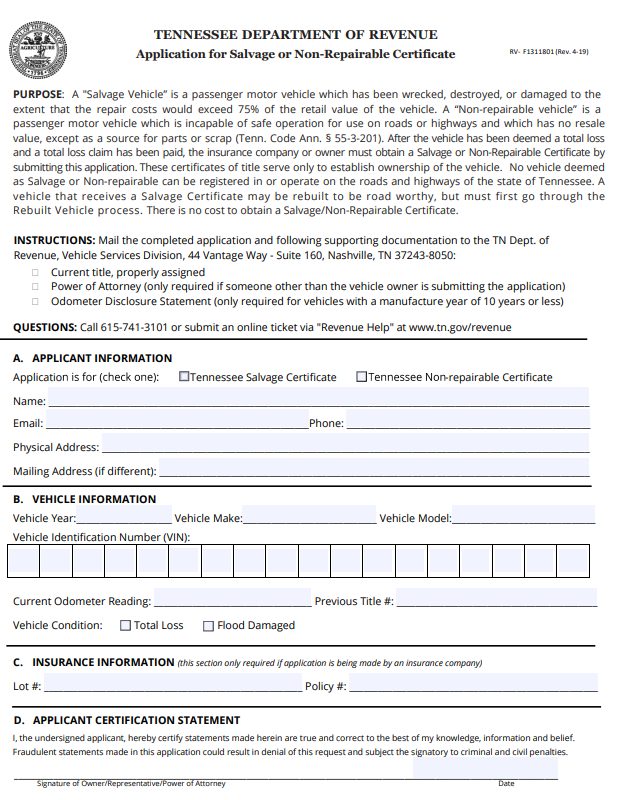 TENNESSEE DEPARTMENT OF REVENUE
Application for Salvage or Non-Repairable Certificate
RV- F1311801 (Rev. 4-19)
AGRICULTURE
1796
PURPOSE: A "Salvage Vehicle” is a passenger motor vehicle which has been wrecked, destroyed, or damaged to the
extent that the repair costs would exceed 75% of the retail value of the vehicle. A “Non-repairable vehicle” is a
passenger motor vehicle which is incapable of safe operation for use on roads or highways and which has no resale
value, except as a source for parts or scrap (Tenn. Code Ann. § 55-3-201). After the vehicle has been deemed a total loss
and a total loss claim has been paid, the insurance company or owner must obtain a Salvage or Non-Repairable Certificate by
submitting this application. These certificates of title serve only to establish ownership of the vehicle. No vehicle deemed
as Salvage or Non-repairable can be registered in or operate on the roads and highways of the state of Tennessee. A
vehicle that receives a Salvage Certificate may be rebuilt to be road worthy, but must first go through the
Rebuilt Vehicle process. There is no cost to obtain a Salvage/Non-Repairable Certificate.
INSTRUCTIONS: Mail the completed application and following supporting documentation to the TN Dept. of
Revenue, Vehicle Services Division, 44 Vantage Way - Suite 160, Nashville, TN 37243-8050:
Current title, properly assigned
Power of Attorney (only required if someone other than the vehicle owner is submitting the application)
Odometer Disclosure Statement (only required for vehicles with a manufacture year of 10 years or less)
QUESTIONS: Call 615-741-3101 or submit an online ticket via "Revenue Help" at www.tn.gov/revenue
A. APPLICANT INFORMATION
Application is for (check one): Tennessee Salvage Certificate Tennessee Non-repairable Certificate
Name:
Email: Phone:
Physical Address:
Mailing Address (if different):
B. VEHICLE INFORMATION
Vehicle Year: Vehicle Make: Vehicle Model:
Vehicle Identification Number (VIN):
Current Odometer Reading: Previous Title #:
Vehicle Condition: Total Loss Flood Damaged
C. INSURANCE INFORMATION (this section only required if application is being made by an insurance company)
Lot #: Policy #:
D. APPLICANT CERTIFICATION STATEMENT
I, the undersigned applicant, hereby certify statements made herein are true and correct to the best of my knowledge, information and belief.
Fraudulent statements made in this application could result in denial of this request and subject the signatory to criminal and civil penalties.
Signature of Owner/Representative/Power of Attorney Date